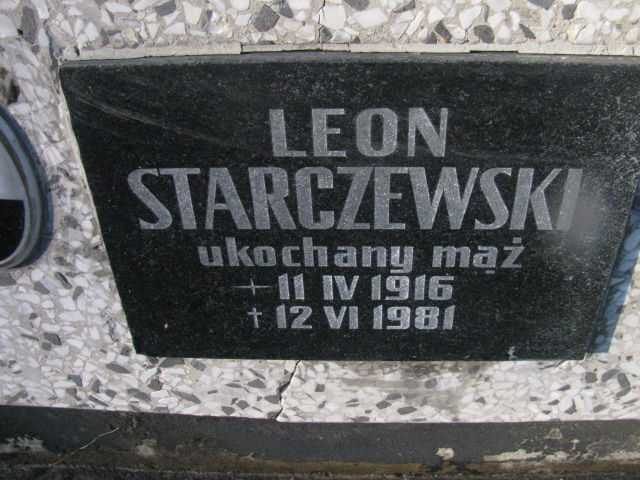 LEON
STARCZEWSKI
ukochany mąż
11 IV 1916
† 12 VI 1981